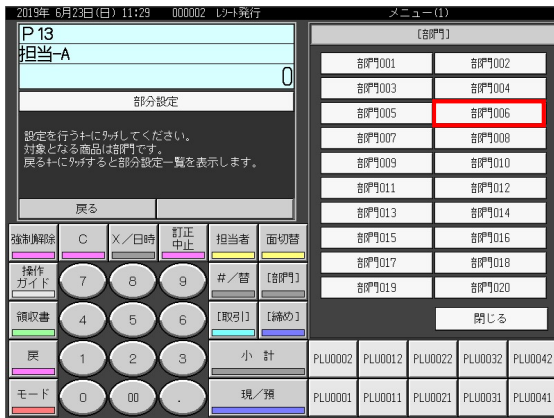 2019年 6月23日(日) 11:29 000002 ﾚｼｰﾄ発行 メニュー(1)
P13
担当-A
0
部分設定
設定を行うｷｰにﾀｯﾁしてください。
対象となる商品は部門です。
戻るｷｰにﾀｯﾁすると部分設定一覧を表示します。
戻る
[部門]
部門001 部門002
部門003 部門004
部門005 部門006
部門007 部門008
部門009 部門010
部門011 部門012
部門013 部門014
部門015 部門016
部門017 部門018
部門019 部門020
閉じる
強制解除 C X／日時 訂正中止 担当者 面切替
操作ガイド 7 8 9 #／替 [部門]
領収書 4 5 6 [取引] [締め]
戻 1 2 3 小計
モード 0 00 . 現／預
PLU0002 PLU0012 PLU0022 PLU0032 PLU0042
PLU0001 PLU0011 PLU0021 PLU0031 PLU0041